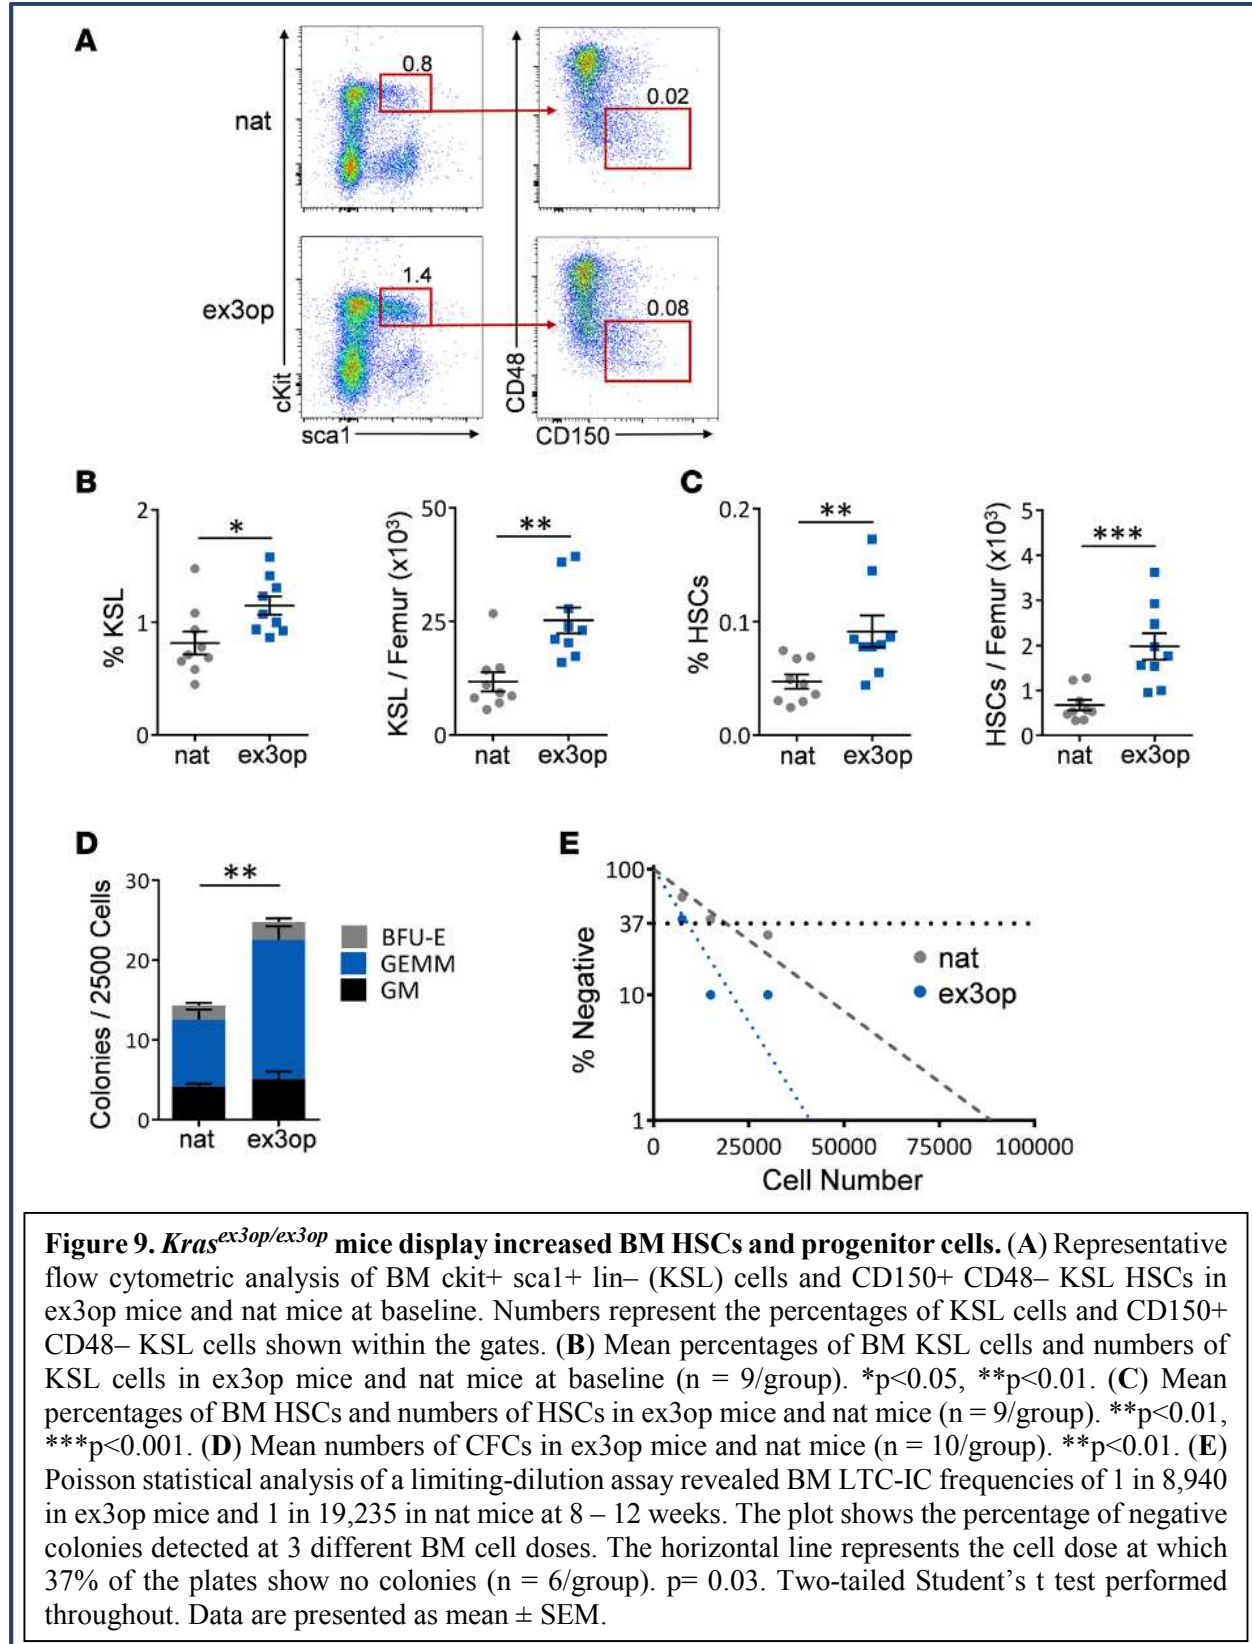 A
nat
0.8
0.02
ex3op
1.4
0.08
cKit
sca1
CD48
CD150
B
% KSL
2
1
0
*
nat ex3op
KSL / Femur (x10³)
50
25
0
**
nat ex3op
C
% HSCs
0.2
0.1
0.0
**
nat ex3op
HSCs / Femur (x10³)
5
4
3
2
1
0
***
nat ex3op
D
Colonies / 2500 Cells
30
20
10
0
**
nat ex3op
BFU-E
GEMM
GM
E
% Negative
100
37
10
1
nat
ex3op
0 25000 50000 75000 100000
Cell Number
Figure 9. Kras^ex3op/ex3op mice display increased BM HSCs and progenitor cells. (A) Representative
flow cytometric analysis of BM ckit+ sca1+ lin– (KSL) cells and CD150+ CD48– KSL HSCs in
ex3op mice and nat mice at baseline. Numbers represent the percentages of KSL cells and CD150+
CD48– KSL cells shown within the gates. (B) Mean percentages of BM KSL cells and numbers of
KSL cells in ex3op mice and nat mice at baseline (n = 9/group). *p<0.05, **p<0.01. (C) Mean
percentages of BM HSCs and numbers of HSCs in ex3op mice and nat mice (n = 9/group). **p<0.01,
***p<0.001. (D) Mean numbers of CFCs in ex3op mice and nat mice (n = 10/group). **p<0.01. (E)
Poisson statistical analysis of a limiting-dilution assay revealed BM LTC-IC frequencies of 1 in 8,940
in ex3op mice and 1 in 19,235 in nat mice at 8 – 12 weeks. The plot shows the percentage of negative
colonies detected at 3 different BM cell doses. The horizontal line represents the cell dose at which
37% of the plates show no colonies (n = 6/group). p= 0.03. Two-tailed Student’s t test performed
throughout. Data are presented as mean ± SEM.